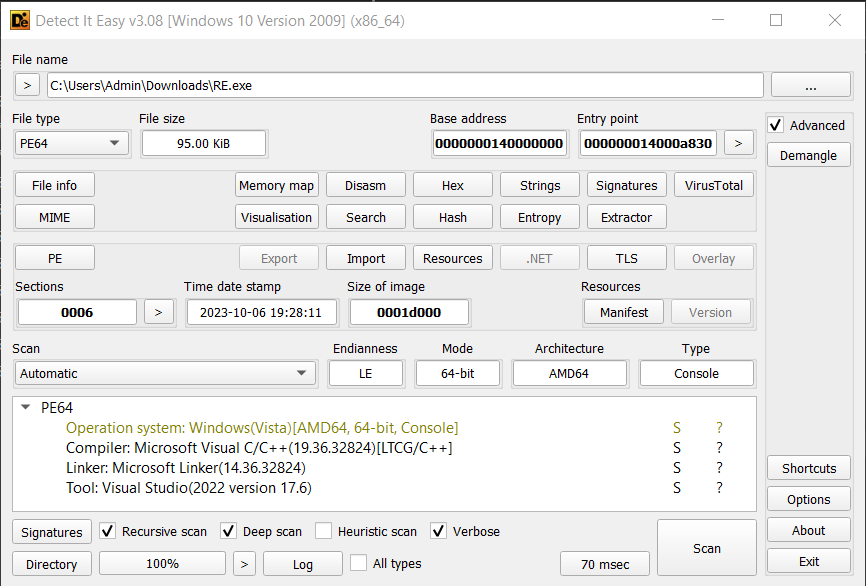 Detect It Easy v3.08 [Windows 10 Version 2009] (x86_64)
File name
> C:\Users\Admin\Downloads\RE.exe ...
File type File size Base address Entry point
PE64 95.00 KiB 0000000140000000 000000014000a830 > Advanced
Demangle
File info Memory map Disasm Hex Strings Signatures VirusTotal
MIME Visualisation Search Hash Entropy Extractor
PE Export Import Resources .NET TLS Overlay
Sections Time date stamp Size of image Resources
0006 > 2023-10-06 19:28:11 0001d000 Manifest Version
Scan Endianness Mode Architecture Type
Automatic LE 64-bit AMD64 Console
PE64
Operation system: Windows(Vista)[AMD64, 64-bit, Console] S ?
Compiler: Microsoft Visual C/C++(19.36.32824)[LTCG/C++] S ?
Linker: Microsoft Linker(14.36.32824) S ?
Tool: Visual Studio(2022 version 17.6) S ?
Shortcuts
Options
Signatures Recursive scan Deep scan Heuristic scan Verbose Scan About
Directory 100% > Log All types 70 msec Exit